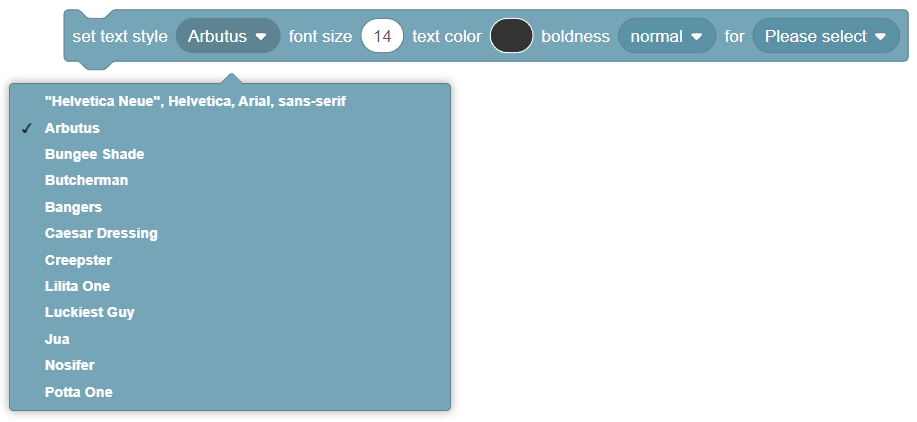 set text style Arbutus font size 14 text color boldness normal for Please select
"Helvetica Neue", Helvetica, Arial, sans-serif
✓ Arbutus
Bungee Shade
Butcherman
Bangers
Caesar Dressing
Creepster
Lilita One
Luckiest Guy
Jua
Nosifer
Potta One